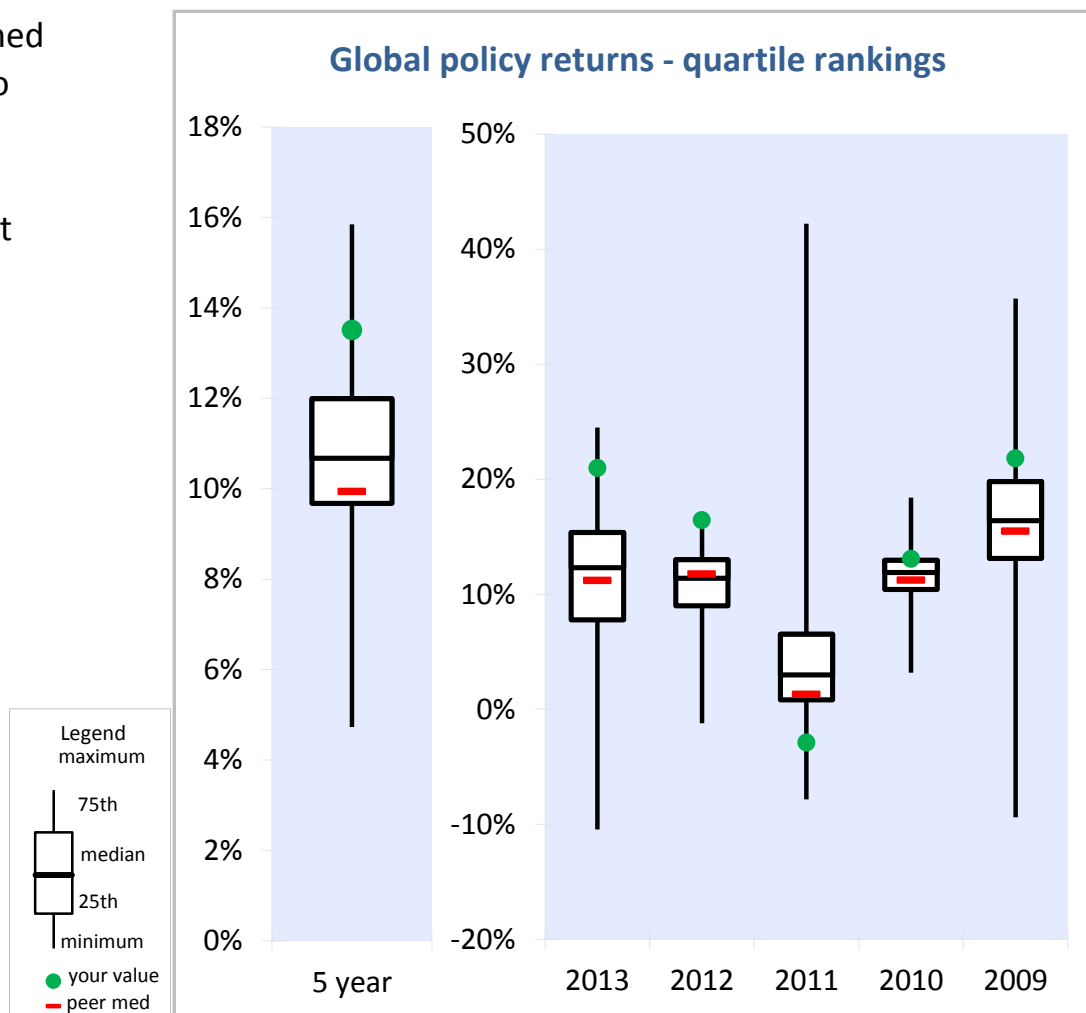 ned
o
t
Global policy returns - quartile rankings
18%
16%
14%
12%
10%
8%
6%
4%
2%
0%
5 year
50%
40%
30%
20%
10%
0%
-10%
-20%
2013 2012 2011 2010 2009
Legend
maximum
75th
median
25th
minimum
your value
peer med